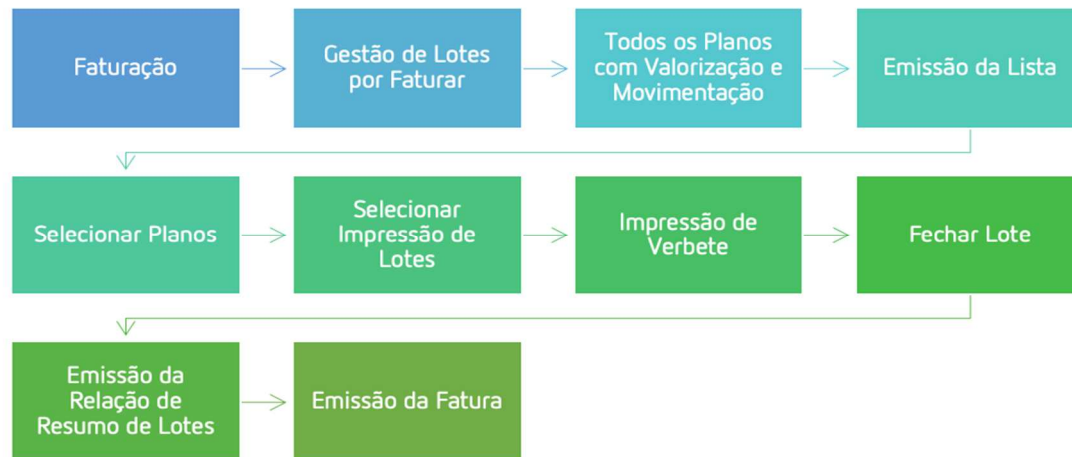 Faturação
Gestão de Lotes
por Faturar
Todos os Planos
com Valorização e
Movimentação
Emissão da Lista
Selecionar Planos
Selecionar
Impressão de
Lotes
Impressão de
Verbete
Fechar Lote
Emissão da
Relação de
Resumo de Lotes
Emissão da Fatura